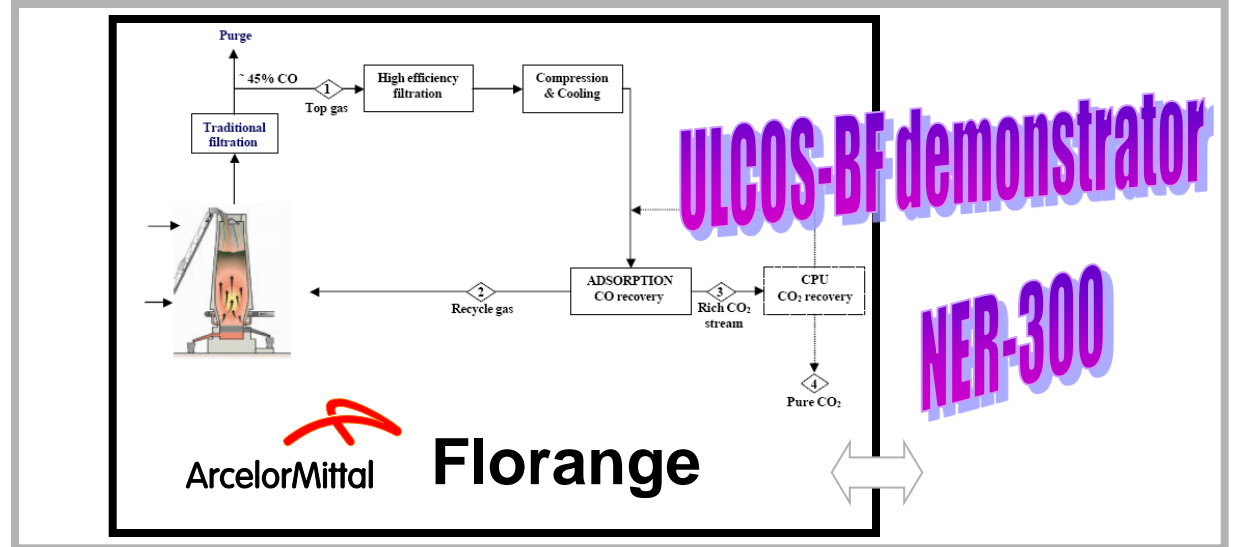 Purge
~ 45% CO
1
Top gas
High efficiency
filtration
Compression
& Cooling
Traditional
filtration
ULCOS-BF demonstrator
ADSORPTION
CO recovery
CPU
CO₂ recovery
2
Recycle gas
3
Rich CO₂
stream
NER-300
4
Pure CO₂
ArcelorMittal
Florange